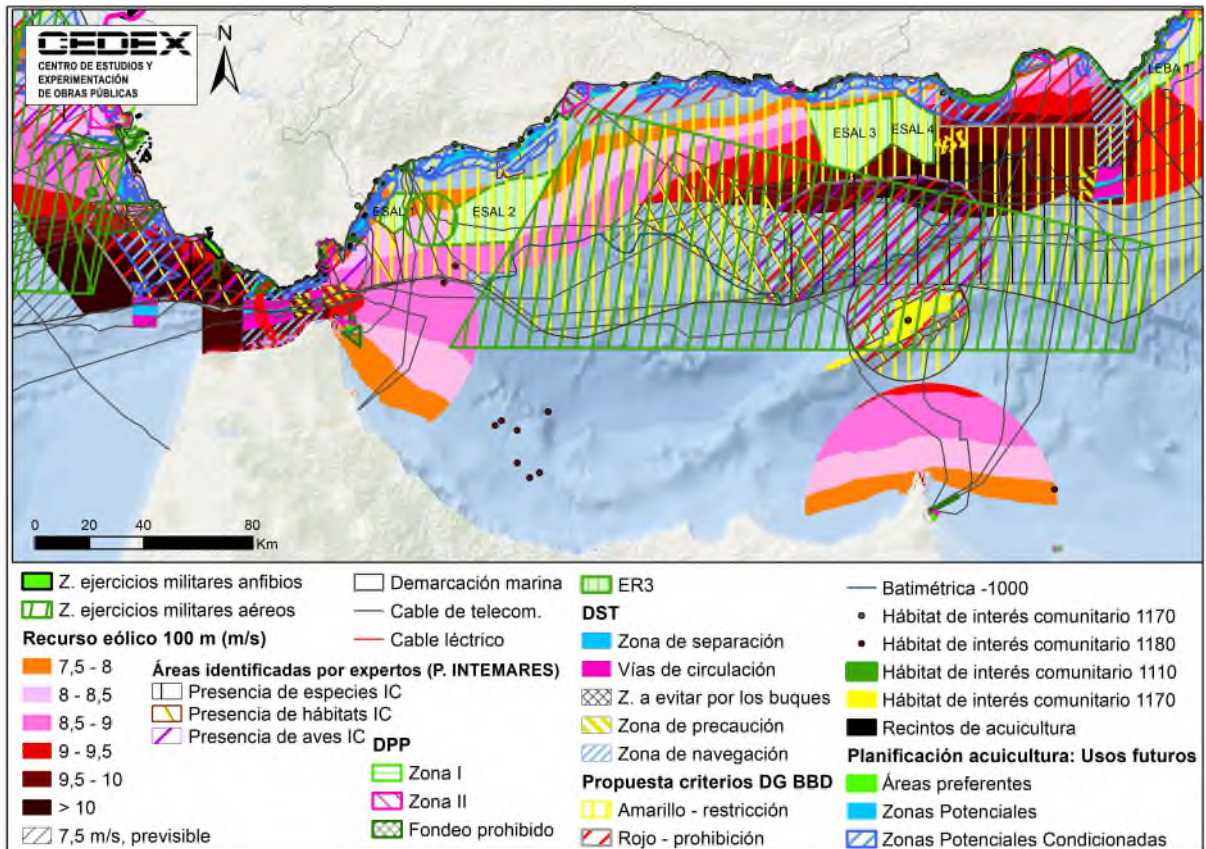 CEDEX
CENTRO DE ESTUDIOS Y
EXPERIMENTACIÓN
DE OBRAS PÚBLICAS
N
LEBA 1
ESAL 3
ESAL 4
ESAL 1
ESAL 2
0 20 40 80
Km
Z. ejercicios militares anfibios
Z. ejercicios militares aéreos
Recurso eólico 100 m (m/s)
7,5 - 8
8 - 8,5
8,5 - 9
9 - 9,5
9,5 - 10
> 10
7,5 m/s, previsible
Demarcación marina
Cable de telecom.
Cable léctrico
Áreas identificadas por expertos (P. INTEMARES)
Presencia de especies IC
Presencia de hábitats IC
Presencia de aves IC
DPP
Zona I
Zona II
Fondeo prohibido
ER3
DST
Zona de separación
Vías de circulación
Z. a evitar por los buques
Zona de precaución
Zona de navegación
Propuesta criterios DG BBD
Amarillo - restricción
Rojo - prohibición
Batimétrica -1000
Hábitat de interés comunitario 1170
Hábitat de interés comunitario 1180
Hábitat de interés comunitario 1110
Hábitat de interés comunitario 1170
Recintos de acuicultura
Planificación acuicultura: Usos futuros
Áreas preferentes
Zonas Potenciales
Zonas Potenciales Condicionadas